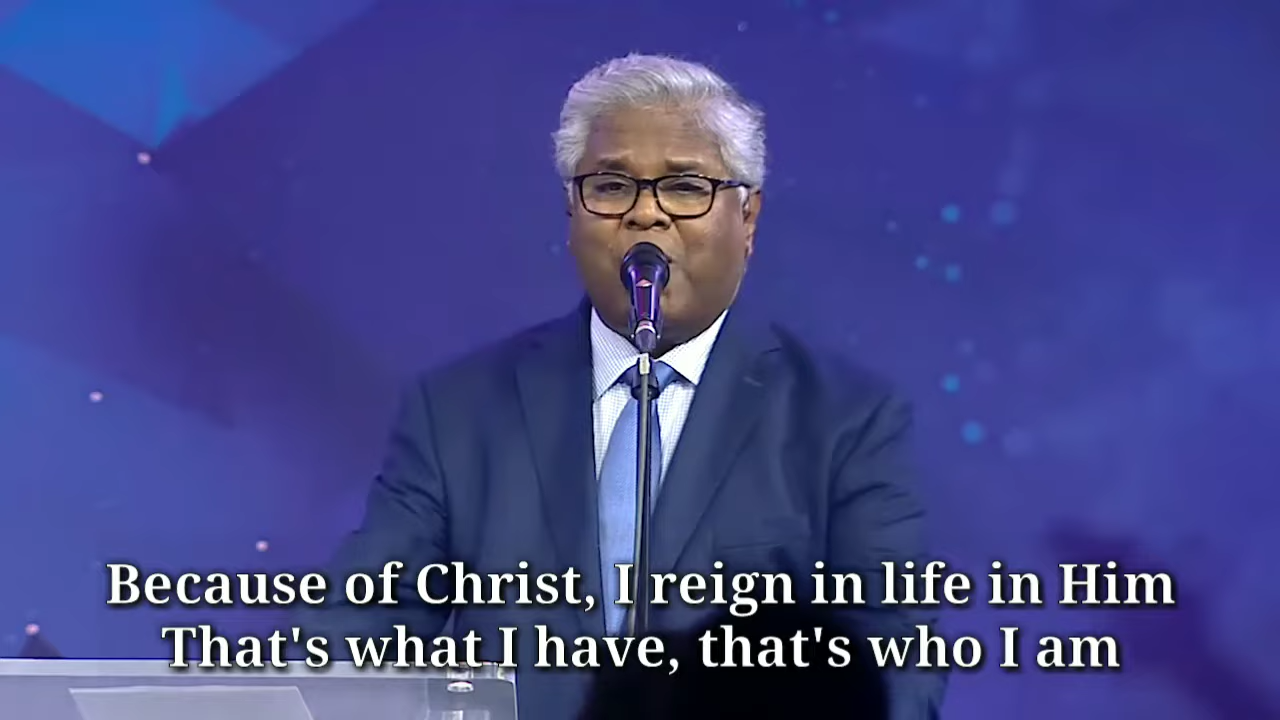 Because of Christ, I reign in life in Him
That's what I have, that's who I am